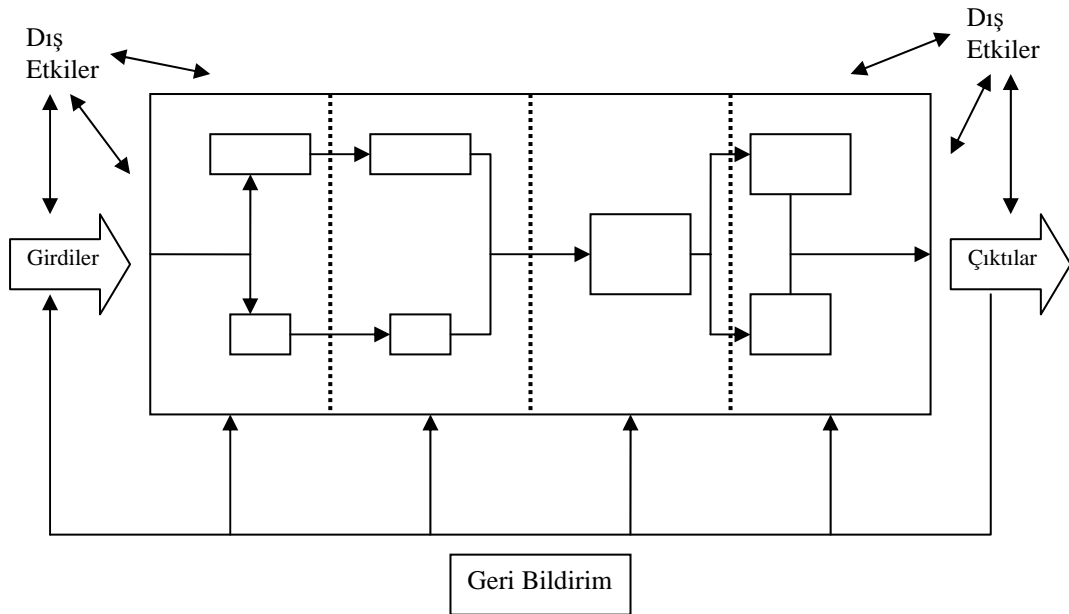 Dış
Etkiler
Dış
Etkiler
Girdiler
Çıktılar
Geri Bildirim